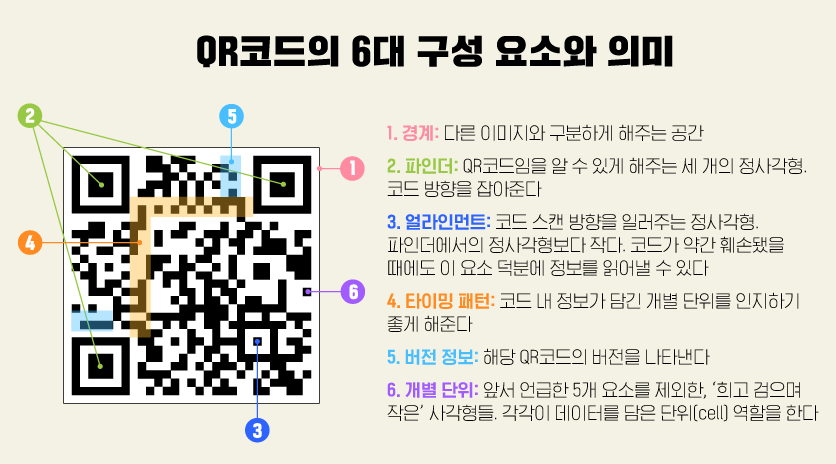 QR코드의 6대 구성 요소와 의미
2
5
1
4
6
3
1. 경계: 다른 이미지와 구분하게 해주는 공간
2. 파인더: QR코드임을 알 수 있게 해주는 세 개의 정사각형.
코드 방향을 잡아준다
3. 얼라인먼트: 코드 스캔 방향을 일러주는 정사각형.
파인더에서의 정사각형보다 작다. 코드가 약간 훼손됐을
때에도 이 요소 덕분에 정보를 읽어낼 수 있다
4. 타이밍 패턴: 코드 내 정보가 담긴 개별 단위를 인지하기
좋게 해준다
5. 버전 정보: 해당 QR코드의 버전을 나타낸다
6. 개별 단위: 앞서 언급한 5개 요소를 제외한, ‘희고 검으며
작은’ 사각형들. 각각이 데이터를 담은 단위(cell) 역할을 한다